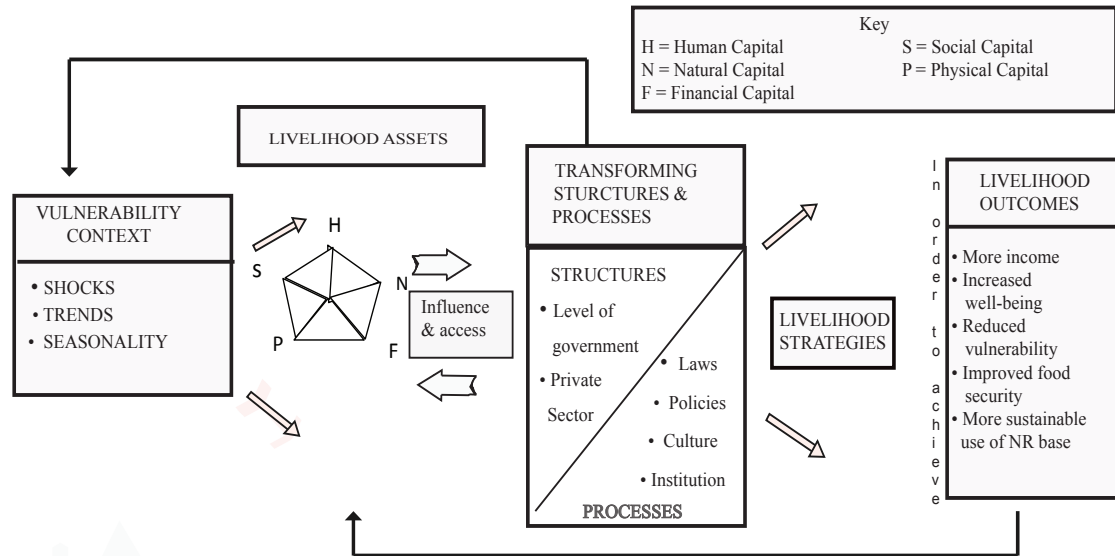 Key
H = Human Capital
S = Social Capital
N = Natural Capital
P = Physical Capital
F = Financial Capital
LIVELIHOOD ASSETS
VULNERABILITY
CONTEXT
• SHOCKS
• TRENDS
• SEASONALITY
H
S
N
P
F
Influence
& access
TRANSFORMING
STURCTURES &
PROCESSES
STRUCTURES
• Level of
government
• Private
Sector
• Laws
• Policies
• Culture
• Institution
PROCESSES
LIVELIHOOD
STRATEGIES
In order to achieve
LIVELIHOOD
OUTCOMES
• More income
• Increased
well-being
• Reduced
vulnerability
• Improved food
security
• More sustainable
use of NR base